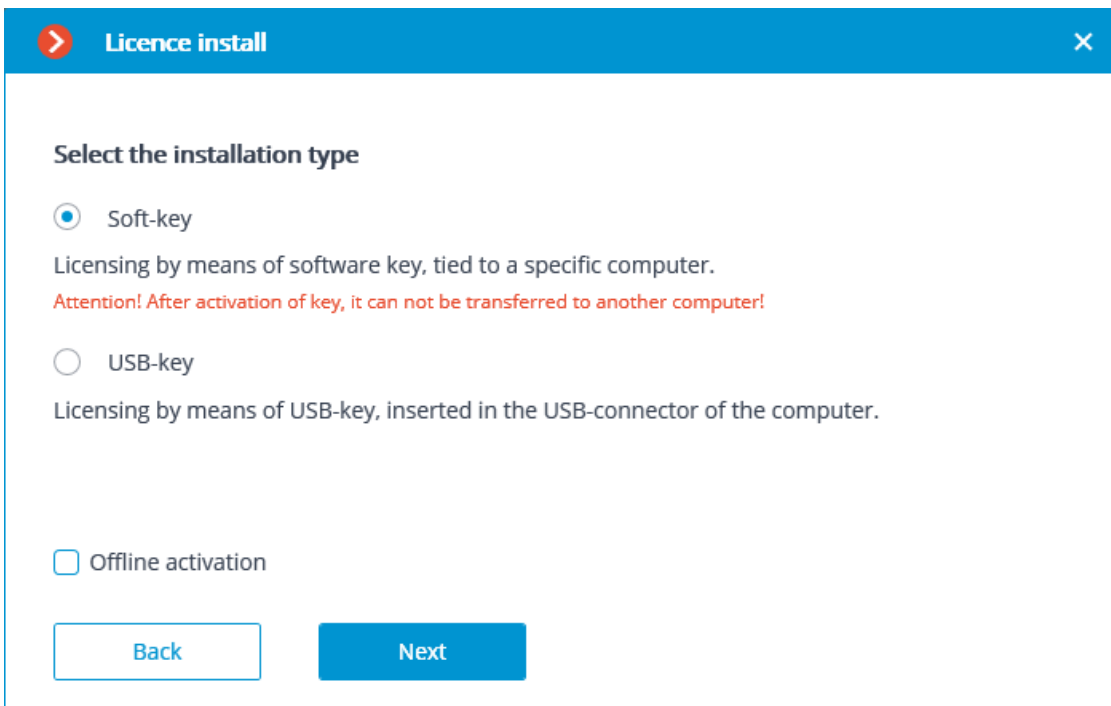 Licence install
Select the installation type
Soft-key
Licensing by means of software key, tied to a specific computer.
Attention! After activation of key, it can not be transferred to another computer!
USB-key
Licensing by means of USB-key, inserted in the USB-connector of the computer.
Offline activation
Back
Next